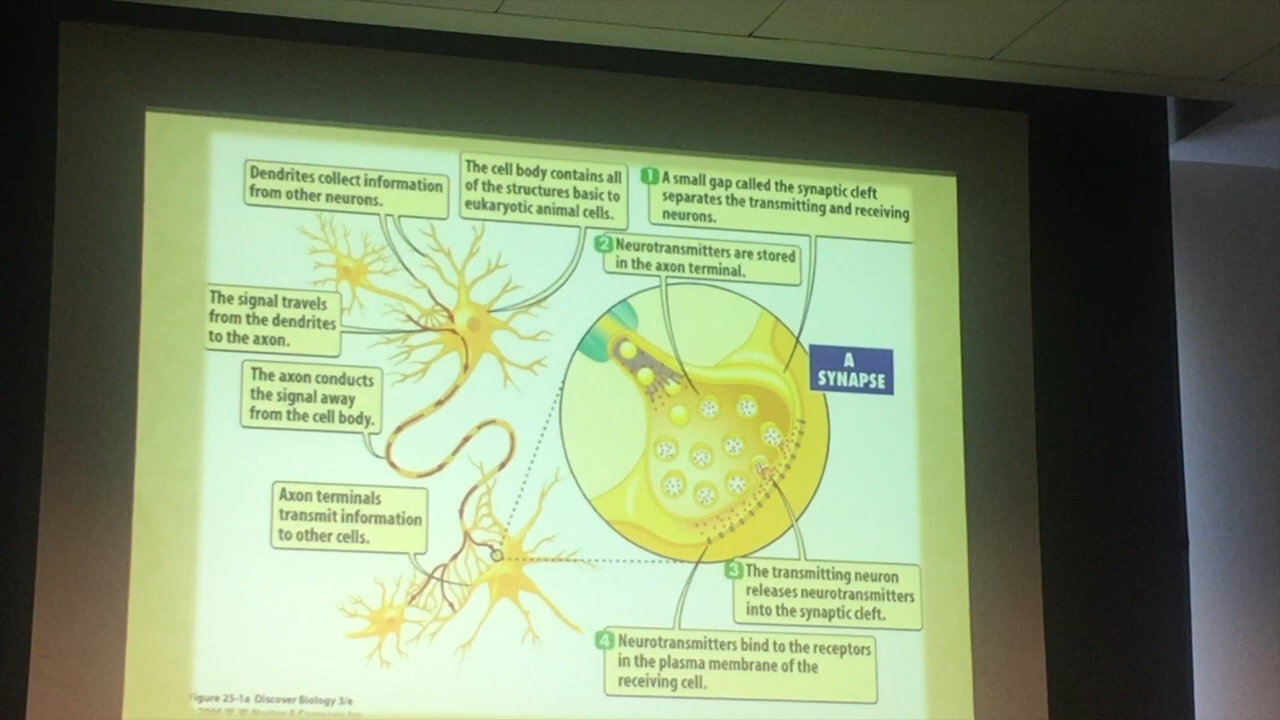 Dendrites collect information
from other neurons.
The cell body contains all
of the structures basic to
eukaryotic animal cells.
1 A small gap called the synaptic cleft
separates the transmitting and receiving
neurons.
2 Neurotransmitters are stored
in the axon terminal.
The signal travels
from the dendrites
to the axon.
A
SYNAPSE
The axon conducts
the signal away
from the cell body.
Axon terminals
transmit information
to other cells.
3 The transmitting neuron
releases neurotransmitters
into the synaptic cleft.
4 Neurotransmitters bind to the receptors
in the plasma membrane of the
receiving cell.
Figure 25-1a Discover Biology 3/e
2006 W. W. Norton & Company